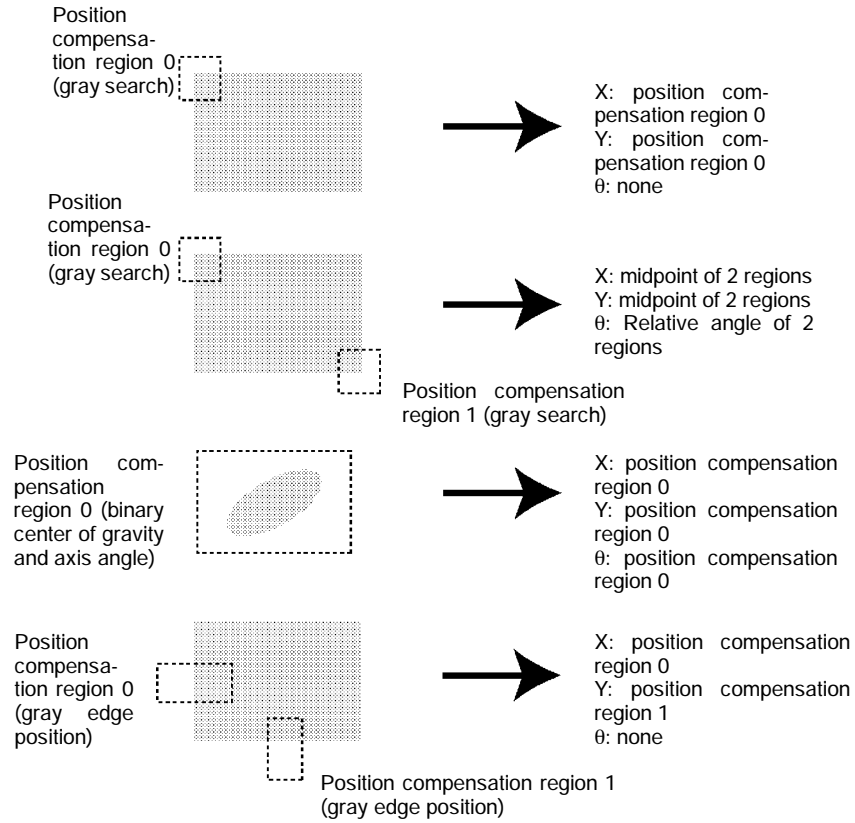 Position
compensa-
tion region 0
(gray search)
X: position com-
pensation region 0
Y: position com-
pensation region 0
θ: none
Position
compensa-
tion region 0
(gray search)
X: midpoint of 2 regions
Y: midpoint of 2 regions
θ: Relative angle of 2
regions
Position compensation
region 1 (gray search)
Position com-
pensation
region 0 (binary
center of gravity
and axis angle)
X: position compensation
region 0
Y: position compensation
region 0
θ: position compensation
region 0
Position
compensa-
tion region 0
(gray edge
position)
X: position compensation
region 0
Y: position compensation
region 1
θ: none
Position compensation region 1
(gray edge position)